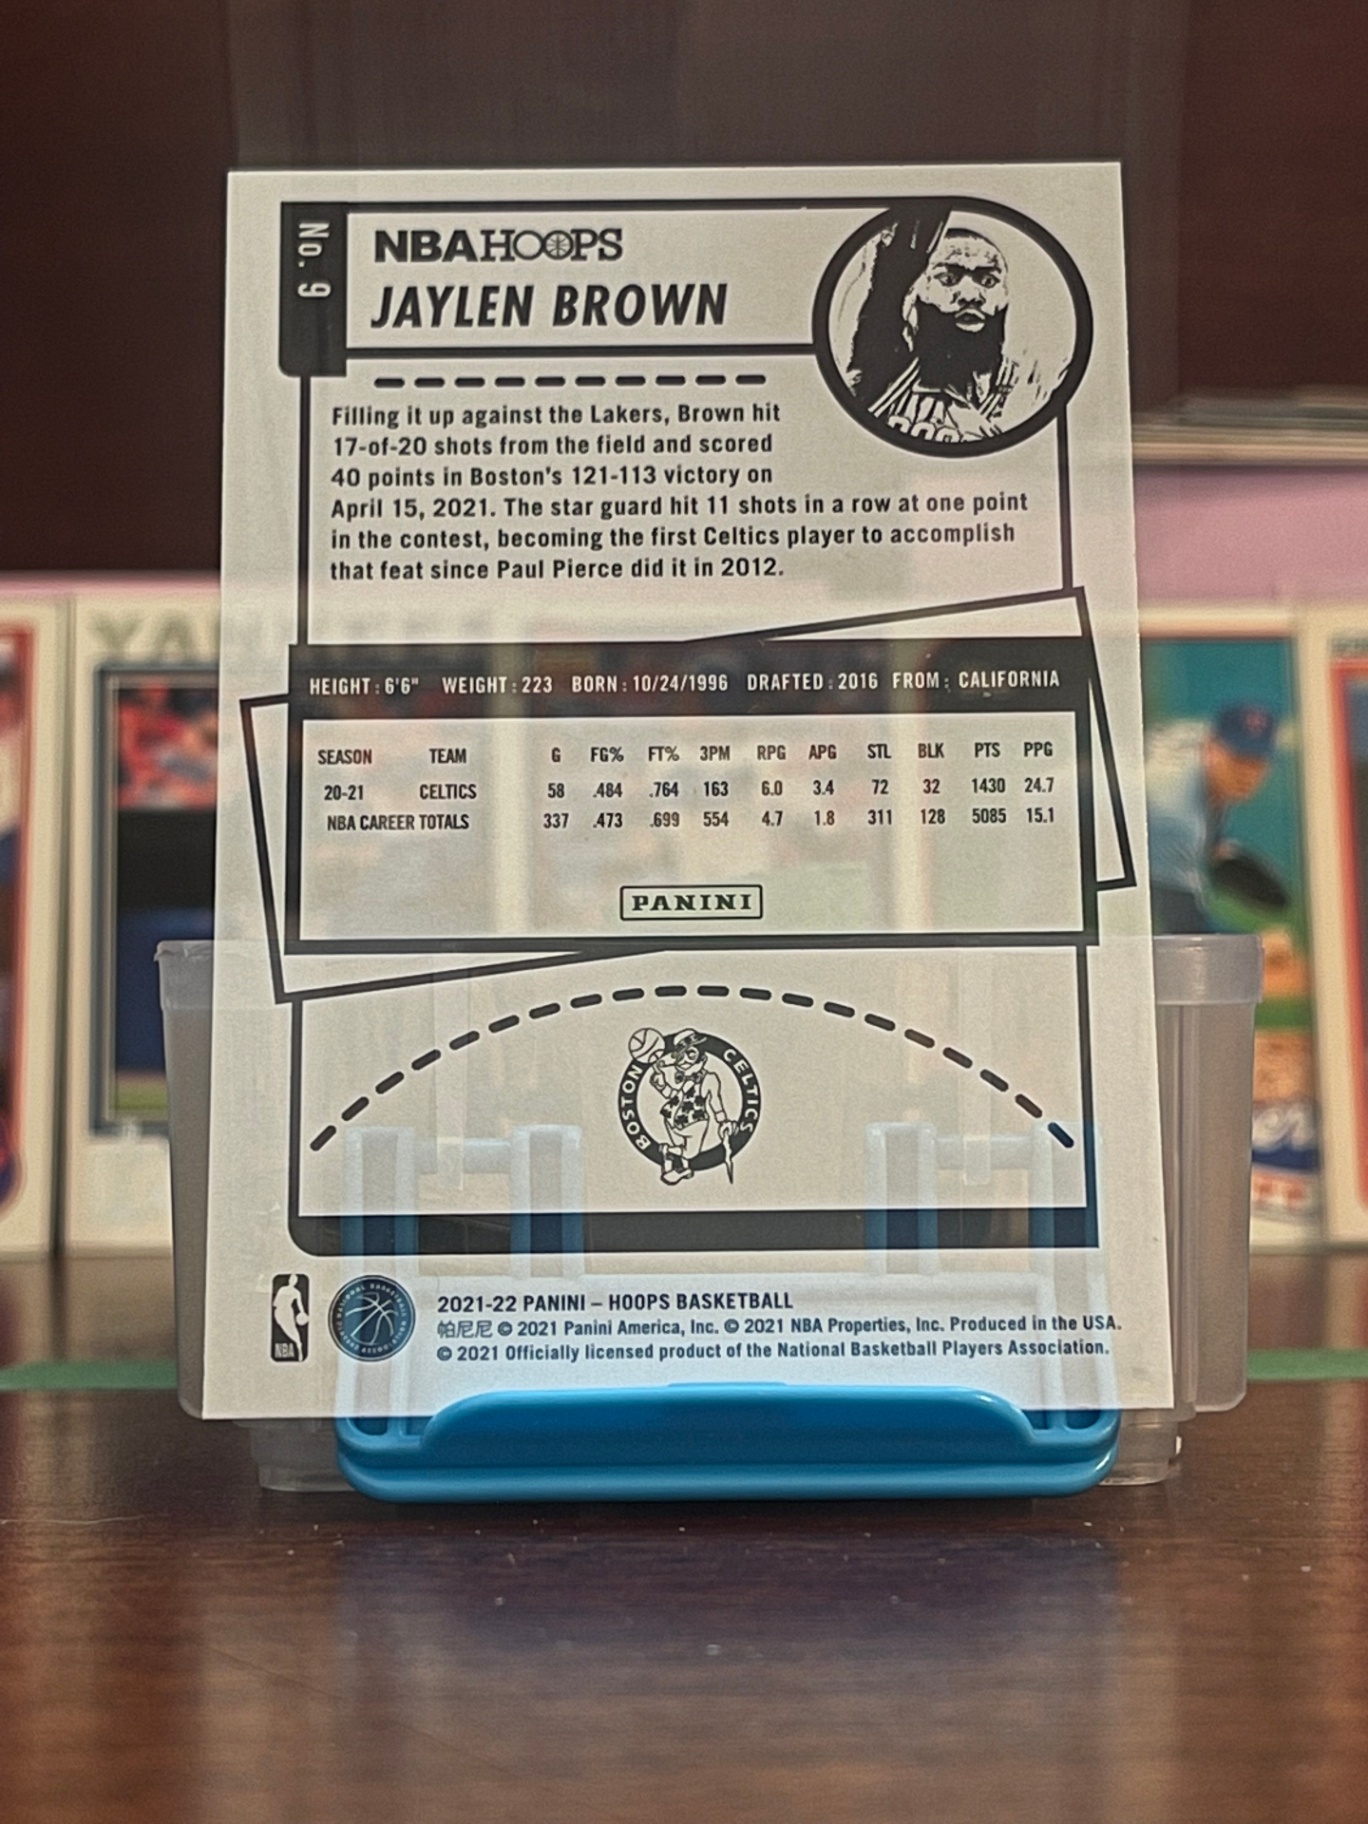 No. 9
NBA HOOPS
JAYLEN BROWN
Filling it up against the Lakers, Brown hit
17-of-20 shots from the field and scored
40 points in Boston's 121-113 victory on
April 15, 2021. The star guard hit 11 shots in a row at one point
in the contest, becoming the first Celtics player to accomplish
that feat since Paul Pierce did it in 2012.
HEIGHT: 6'6" WEIGHT: 223 BORN: 10/24/1996 DRAFTED: 2016 FROM: CALIFORNIA
SEASON TEAM G FG% FT% 3PM RPG APG STL BLK PTS PPG
20-21 CELTICS 58 .484 .764 163 6.0 3.4 72 32 1430 24.7
NBA CAREER TOTALS 337 .473 .699 554 4.7 1.8 311 128 5085 15.1
PANINI
BOSTON CELTICS
NBA
2021-22 PANINI – HOOPS BASKETBALL
帕尼尼 © 2021 Panini America, Inc. © 2021 NBA Properties, Inc. Produced in the USA.
© 2021 Officially licensed product of the National Basketball Players Association.